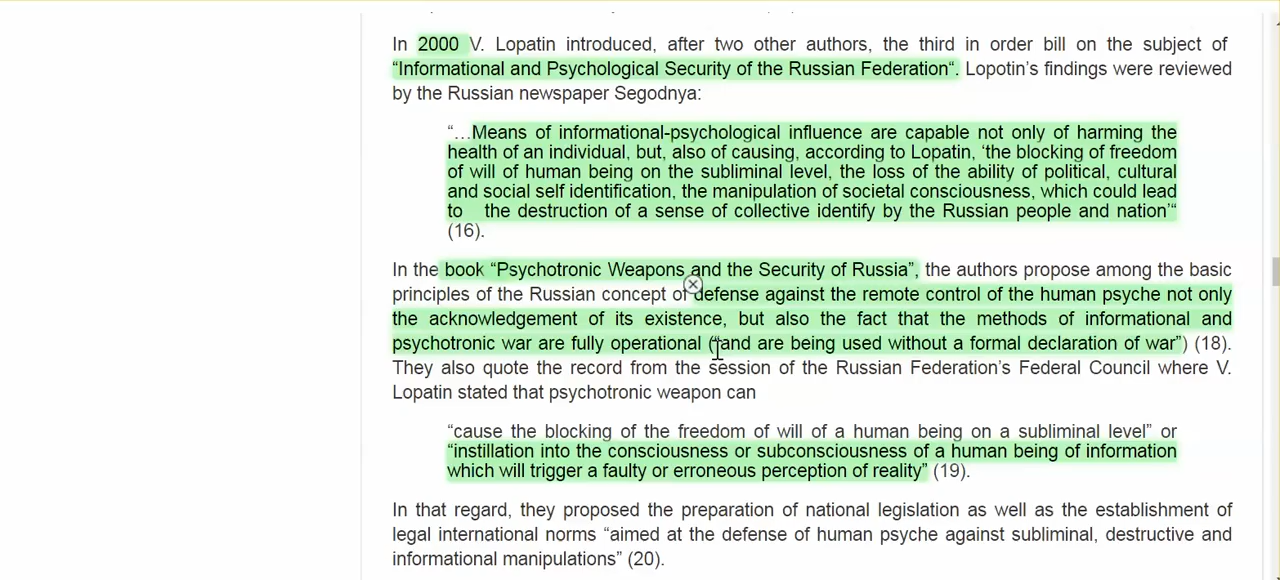 In 2000 V. Lopatin introduced, after two other authors, the third in order bill on the subject of
“Informational and Psychological Security of the Russian Federation“. Lopotin’s findings were reviewed
by the Russian newspaper Segodnya:
“…Means of informational-psychological influence are capable not only of harming the
health of an individual, but, also of causing, according to Lopatin, ‘the blocking of freedom
of will of human being on the subliminal level, the loss of the ability of political, cultural
and social self identification, the manipulation of societal consciousness, which could lead
to the destruction of a sense of collective identify by the Russian people and nation’“
(16).
In the book “Psychotronic Weapons and the Security of Russia”, the authors propose among the basic
principles of the Russian concept of defense against the remote control of the human psyche not only
the acknowledgement of its existence, but also the fact that the methods of informational and
psychotronic war are fully operational (“and are being used without a formal declaration of war”) (18).
They also quote the record from the session of the Russian Federation’s Federal Council where V.
Lopatin stated that psychotronic weapon can
“cause the blocking of the freedom of will of a human being on a subliminal level” or
“instillation into the consciousness or subconsciousness of a human being of information
which will trigger a faulty or erroneous perception of reality” (19).
In that regard, they proposed the preparation of national legislation as well as the establishment of
legal international norms “aimed at the defense of human psyche against subliminal, destructive and
informational manipulations” (20).